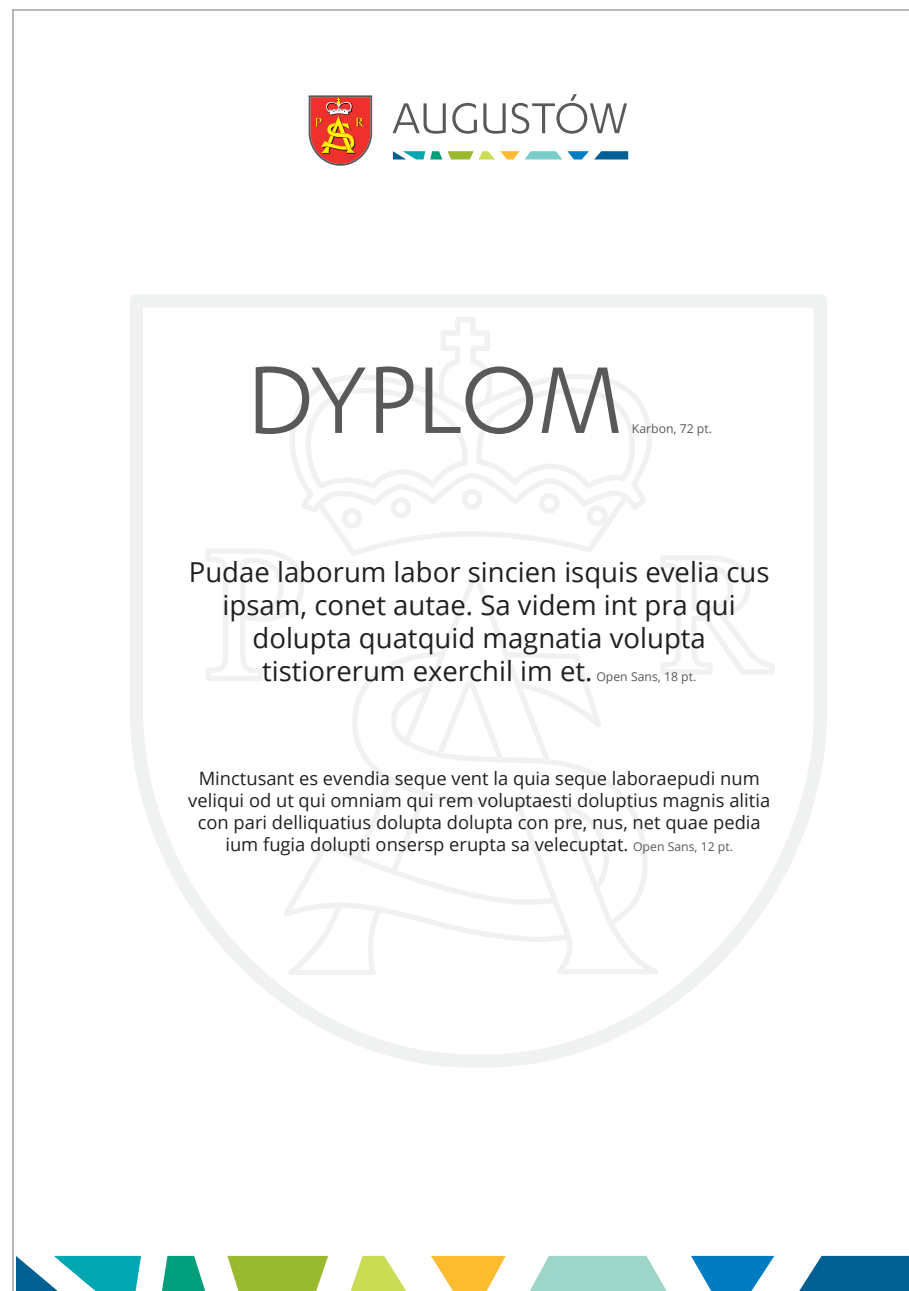 P R
AUGUSTÓW
DYPLOM Karbon, 72 pt.
P R
Pudae laborum labor sincien isquis evelia cus
ipsam, conet autae. Sa videm int pra qui
dolupta quatquid magnatia volupta
tistiorerum exerchil im et. Open Sans, 18 pt.
Minctusant es evendia seque vent la quia seque laboraepudi num
veliqui od ut qui omniam qui rem voluptaesti doluptius magnis alitia
con pari delliquatius dolupta dolupta con pre, nus, net quae pedia
ium fugia dolupti onsersp erupta sa velecuptat. Open Sans, 12 pt.